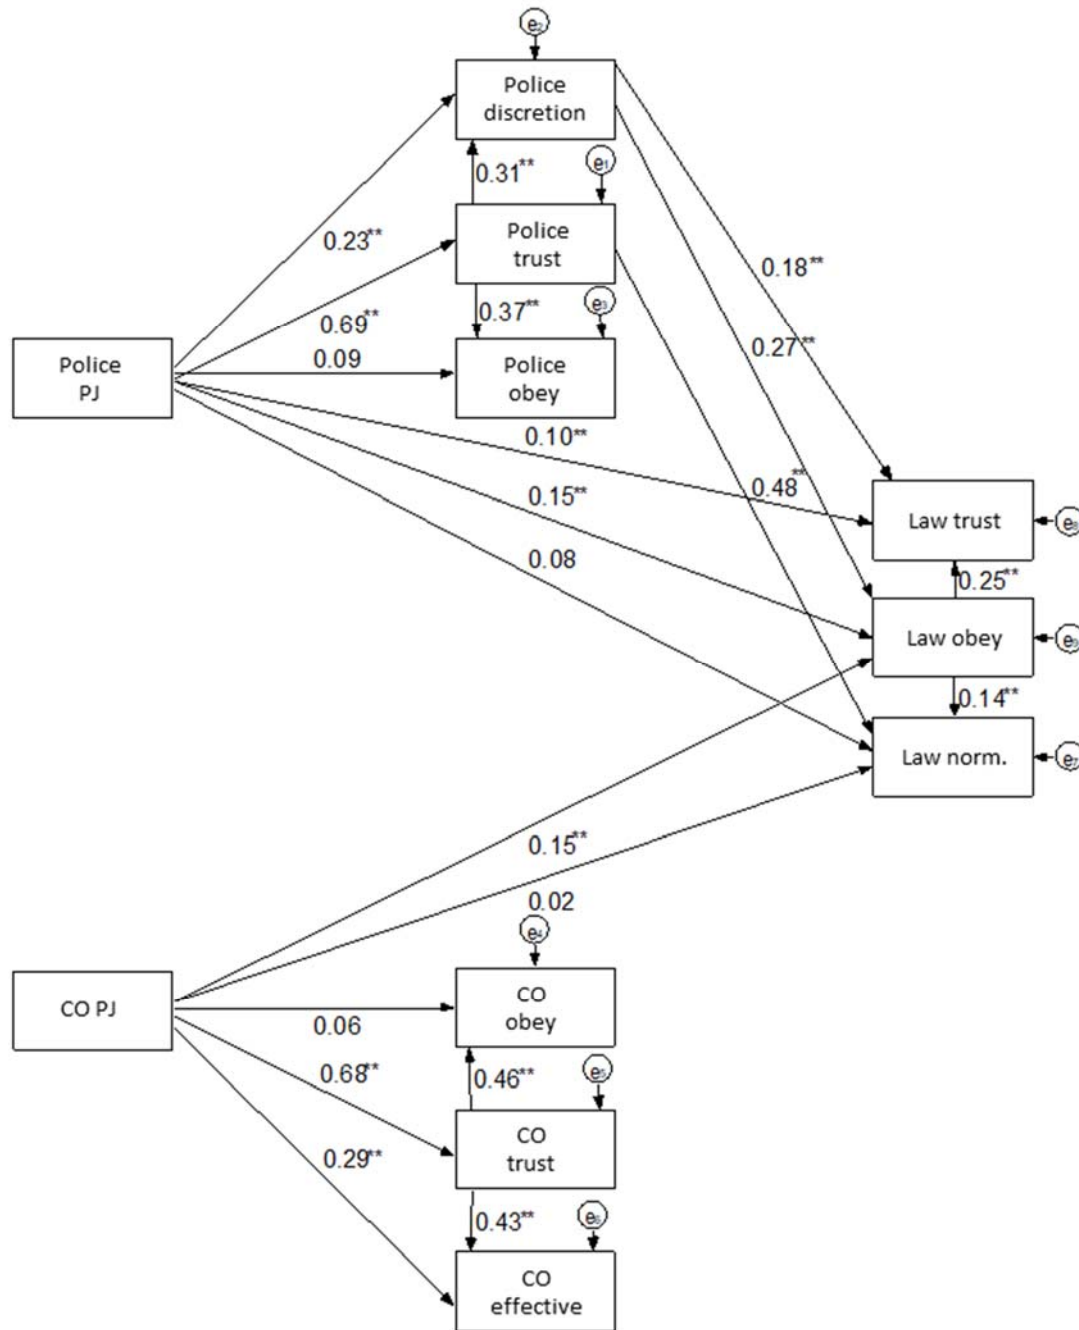 e₂
Police
discretion
0.31**
e₁
0.23**
Police
trust
0.18**
0.69**
0.37**
e₃
0.27**
0.09
Police
PJ
Police
obey
0.10**
0.48**
0.15**
Law trust
e₈
0.08
0.25**
Law obey
e₉
0.14**
Law norm.
e₇
0.15**
0.02
e₄
CO PJ
CO
obey
0.06
0.68**
0.46**
e₅
CO
trust
0.29**
0.43**
e₆
CO
effective